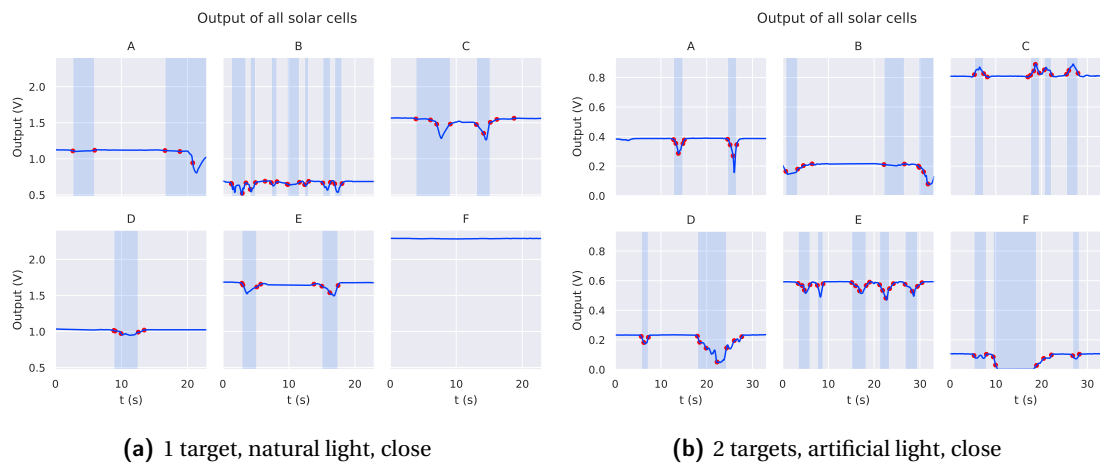 Output of all solar cells
A B C
Output (V)
2.0
1.5
1.0
0.5
D E F
Output (V)
2.0
1.5
1.0
0.5
0 10 20 0 10 20 0 10 20
t (s) t (s) t (s)
(a) 1 target, natural light, close
Output of all solar cells
A B C
Output (V)
0.8
0.6
0.4
0.2
0.0
D E F
Output (V)
0.8
0.6
0.4
0.2
0.0
0 10 20 30 0 10 20 30 0 10 20 30
t (s) t (s) t (s)
(b) 2 targets, artificial light, close